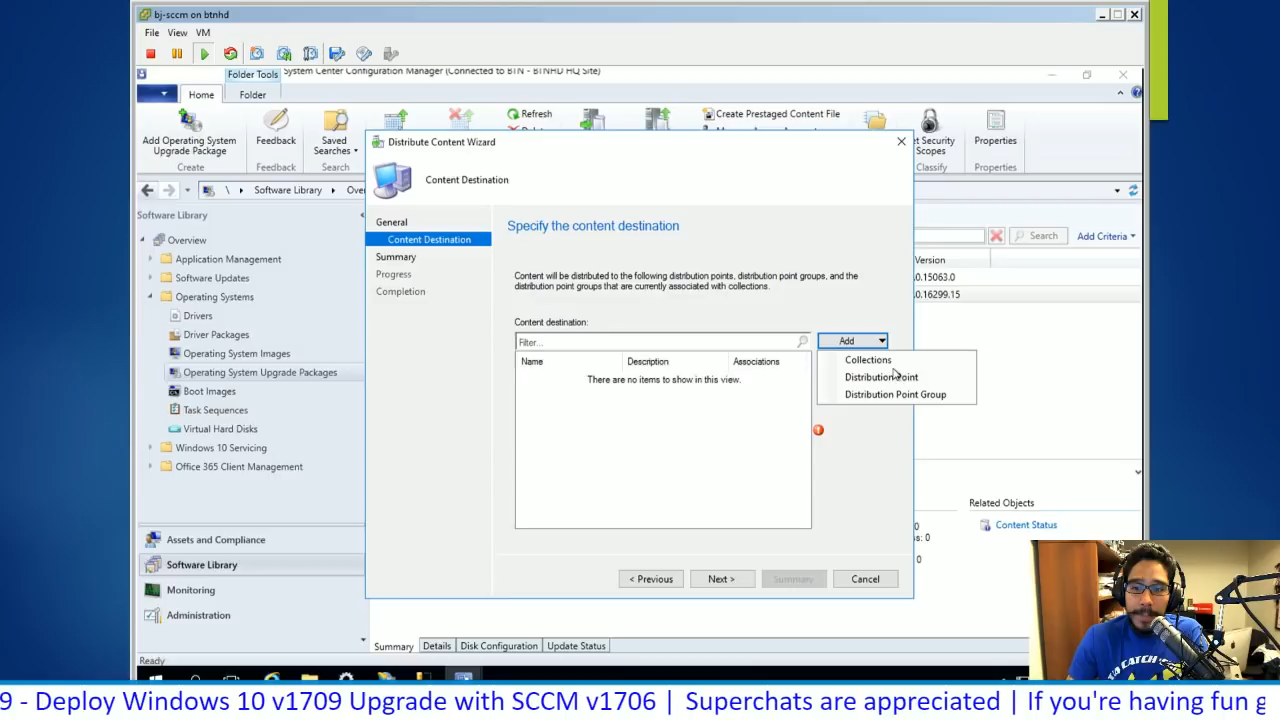 bj-sccm on btnhd
File View VM
Folder Tools System Center Configuration Manager (Connected to BTN - BTNHD HQ Site)
Home Folder
Add Operating System
Upgrade Package
Create
Feedback
Feedback
Saved
Searches
Search
Refresh
Create Prestaged Content File
Security
Scopes
Classify
Properties
Properties
\ Software Library
Software Library
Overview
Application Management
Software Updates
Operating Systems
Drivers
Driver Packages
Operating System Images
Operating System Upgrade Packages
Boot Images
Task Sequences
Virtual Hard Disks
Windows 10 Servicing
Office 365 Client Management
Assets and Compliance
Software Library
Monitoring
Administration
Ready
Distribute Content Wizard
Content Destination
General
Content Destination
Summary
Progress
Completion
Specify the content destination
Content will be distributed to the following distribution points, distribution point groups, and the
distribution point groups that are currently associated with collections.
Content destination:
Filter...
Add
Name Description Associations
There are no items to show in this view.
Collections
Distribution Point
Distribution Point Group
< Previous Next > Summary Cancel
Search Add Criteria
Version
.0.15063.0
.0.16299.15
Related Objects
Content Status
Summary Details Disk Configuration Update Status
9 - Deploy Windows 10 v1709 Upgrade with SCCM v1706 | Superchats are appreciated | If you're having fun g